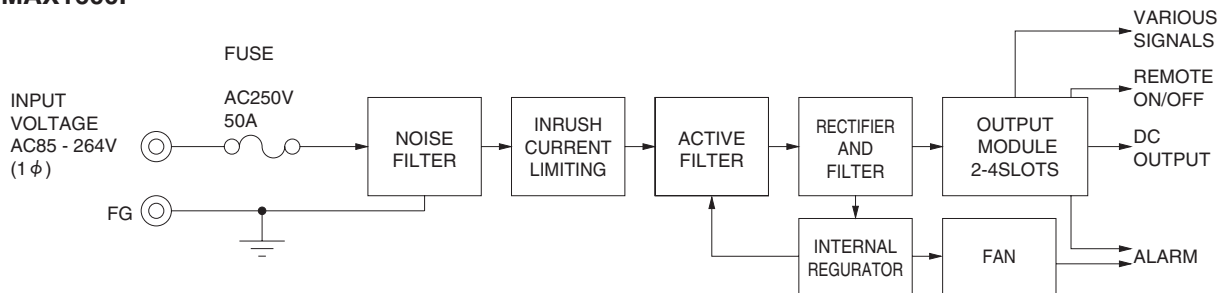 FUSE
AC250V
50A
INPUT
VOLTAGE
AC85 - 264V
(1φ)
FG
NOISE
FILTER
INRUSH
CURRENT
LIMITING
ACTIVE
FILTER
RECTIFIER
AND
FILTER
OUTPUT
MODULE
2-4SLOTS
INTERNAL
REGURATOR
FAN
VARIOUS
SIGNALS
REMOTE
ON/OFF
DC
OUTPUT
ALARM